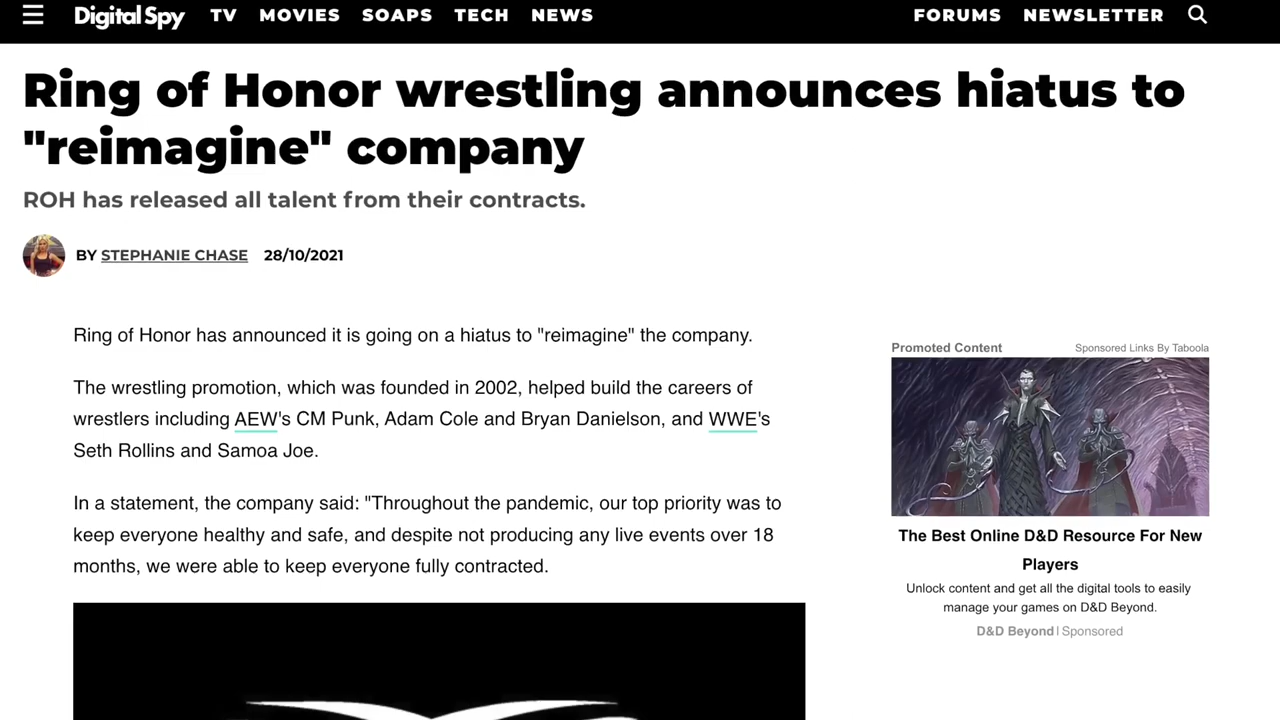 Digital Spy TV MOVIES SOAPS TECH NEWS FORUMS NEWSLETTER
Ring of Honor wrestling announces hiatus to
"reimagine" company
ROH has released all talent from their contracts.
BY STEPHANIE CHASE 28/10/2021
Ring of Honor has announced it is going on a hiatus to "reimagine" the company.
The wrestling promotion, which was founded in 2002, helped build the careers of
wrestlers including AEW's CM Punk, Adam Cole and Bryan Danielson, and WWE's
Seth Rollins and Samoa Joe.
In a statement, the company said: "Throughout the pandemic, our top priority was to
keep everyone healthy and safe, and despite not producing any live events over 18
months, we were able to keep everyone fully contracted.
Promoted Content Sponsored Links By Taboola
The Best Online D&D Resource For New
Players
Unlock content and get all the digital tools to easily
manage your games on D&D Beyond.
D&D Beyond | Sponsored